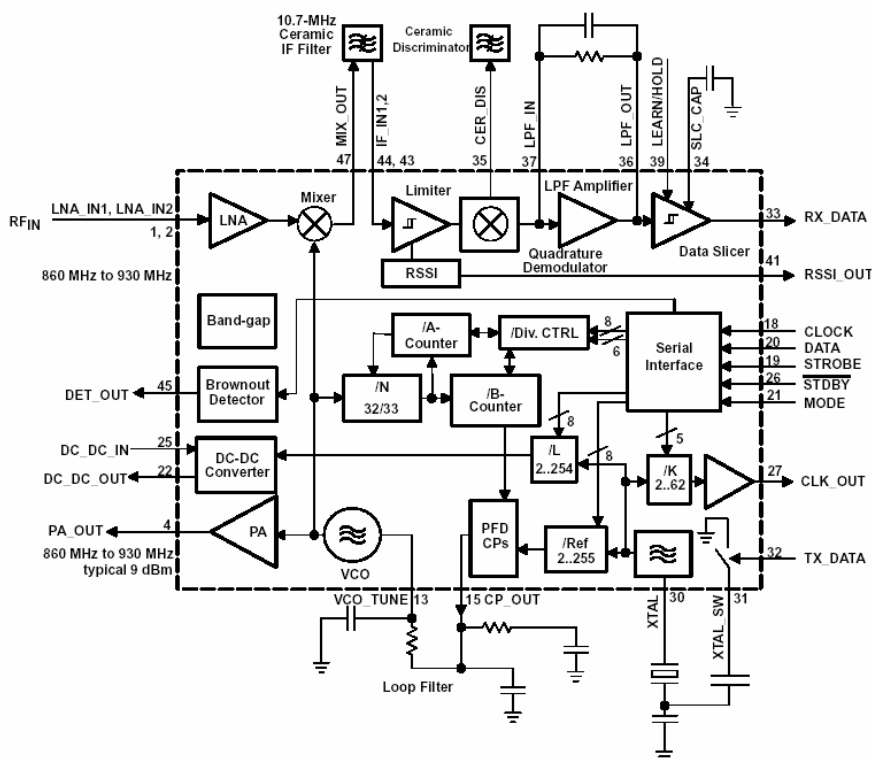 10.7-MHz
Ceramic
IF Filter
Ceramic
Discriminator
MIX_OUT
IF_IN1,2
CER_DIS
LPF_IN
LPF_OUT
LEARN/HOLD
SLC_CAP
47
44, 43
35
37
36
39
34
RF_IN
LNA_IN1, LNA_IN2
1, 2
LNA
Mixer
Limiter
LPF Amplifier
Quadrature
Demodulator
Data Slicer
33
RX_DATA
RSSI
41
RSSI_OUT
860 MHz to 930 MHz
Band-gap
/A-
Counter
/Div. CTRL
8
6
Serial
Interface
18
CLOCK
20
DATA
19
STROBE
26
STDBY
21
MODE
DET_OUT
45
Brownout
Detector
/N
32/33
/B-
Counter
8
5
DC_DC_IN
25
DC_DC_OUT
22
DC-DC
Converter
/L
2..254
8
/K
2..62
27
CLK_OUT
PA_OUT
4
PA
860 MHz to 930 MHz
typical 9 dBm
VCO
PFD
CPs
/Ref
2..255
32
TX_DATA
VCO_TUNE 13
15 CP_OUT
XTAL
30
XTAL_SW
31
Loop Filter